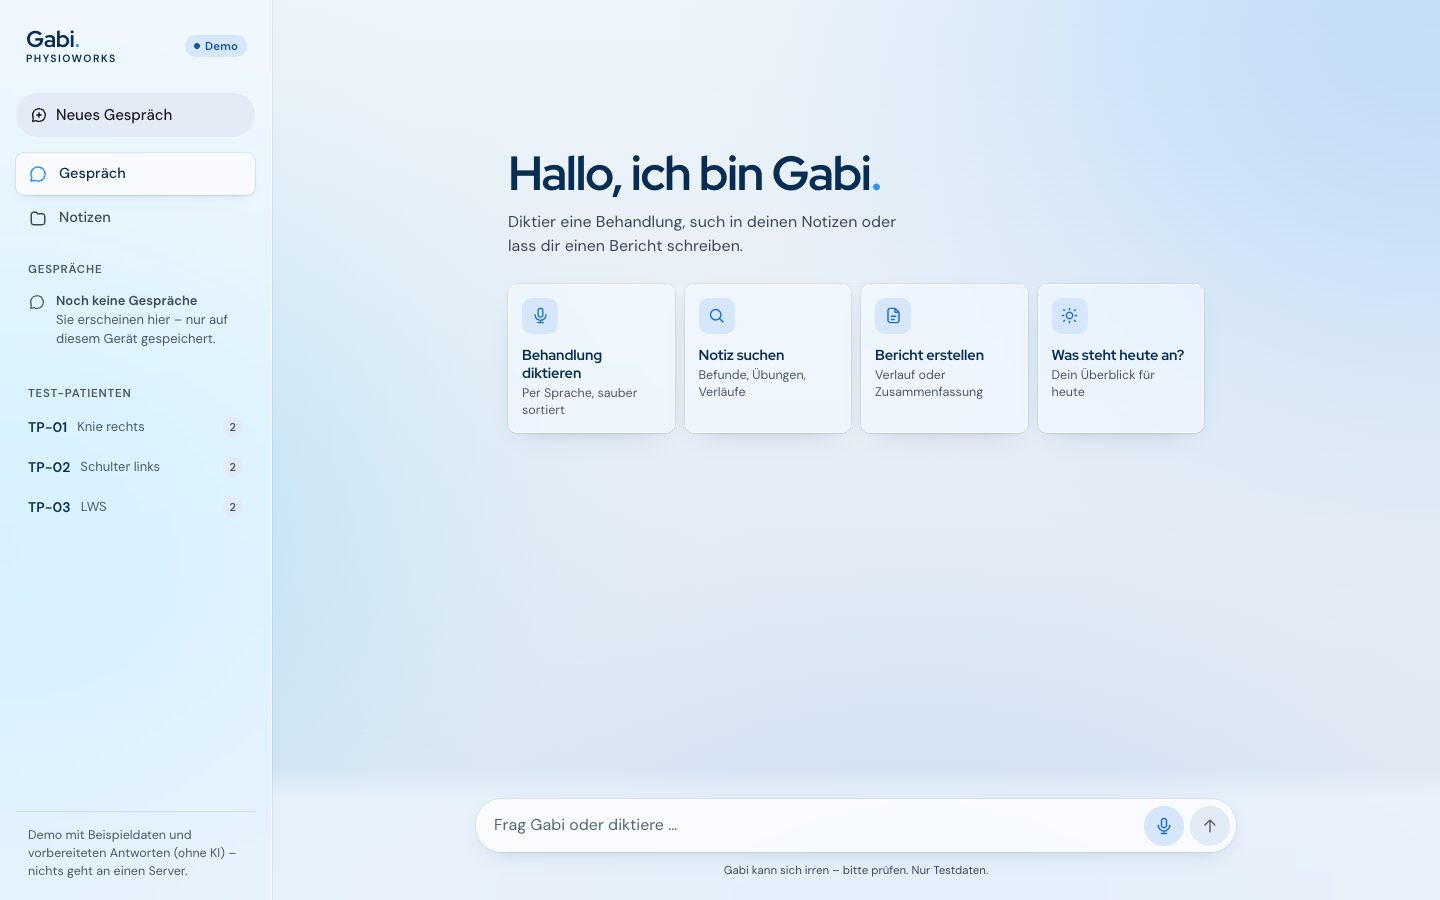 Gabi.
PHYSIOWORKS
Demo
Neues Gespräch
Gespräch
Notizen
GESPRÄCHE
Noch keine Gespräche
Sie erscheinen hier – nur auf
diesem Gerät gespeichert.
TEST-PATIENTEN
TP-01 Knie rechts 2
TP-02 Schulter links 2
TP-03 LWS 2
Demo mit Beispieldaten und
vorbereiteten Antworten (ohne KI) –
nichts geht an einen Server.
Hallo, ich bin Gabi.
Diktier eine Behandlung, such in deinen Notizen oder
lass dir einen Bericht schreiben.
Behandlung
diktieren
Per Sprache, sauber
sortiert
Notiz suchen
Befunde, Übungen,
Verläufe
Bericht erstellen
Verlauf oder
Zusammenfassung
Was steht heute an?
Dein Überblick für
heute
Frag Gabi oder diktiere ...
Gabi kann sich irren – bitte prüfen. Nur Testdaten.